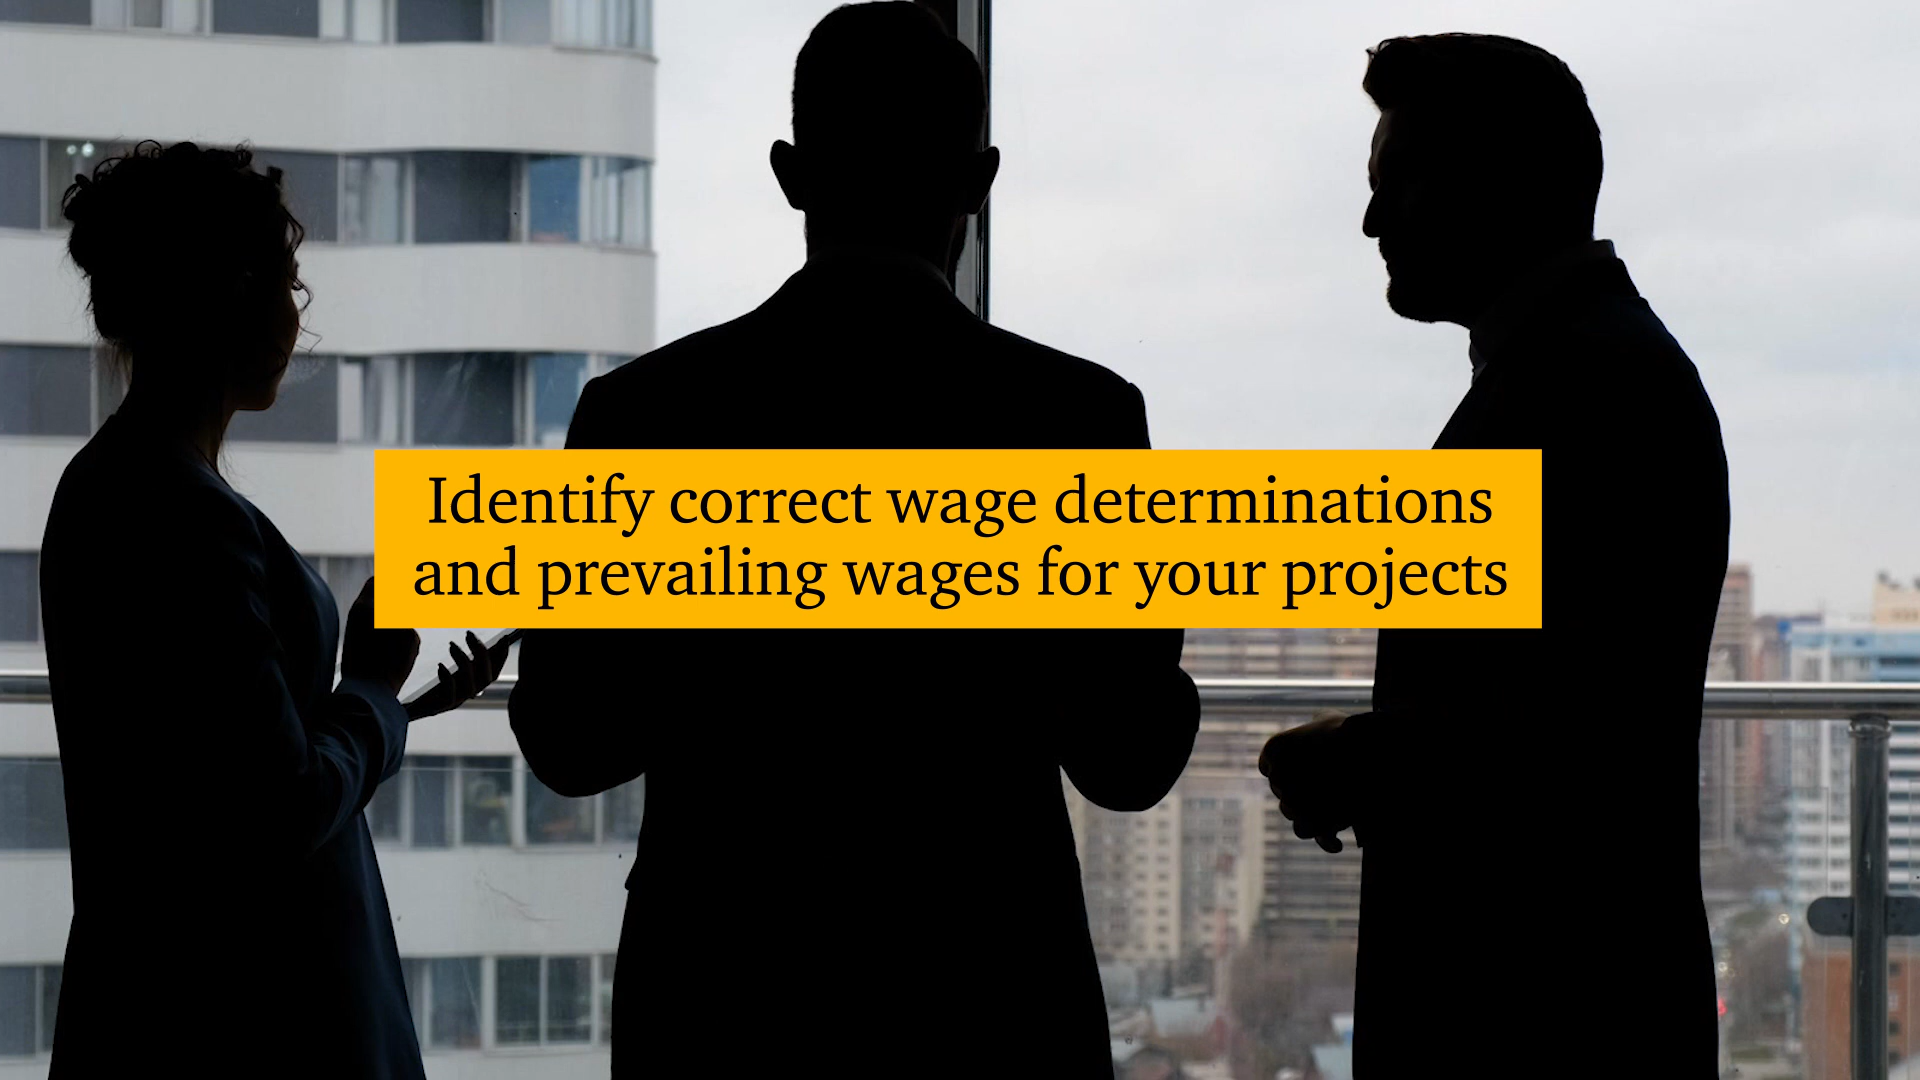 Identify correct wage determinations
and prevailing wages for your projects